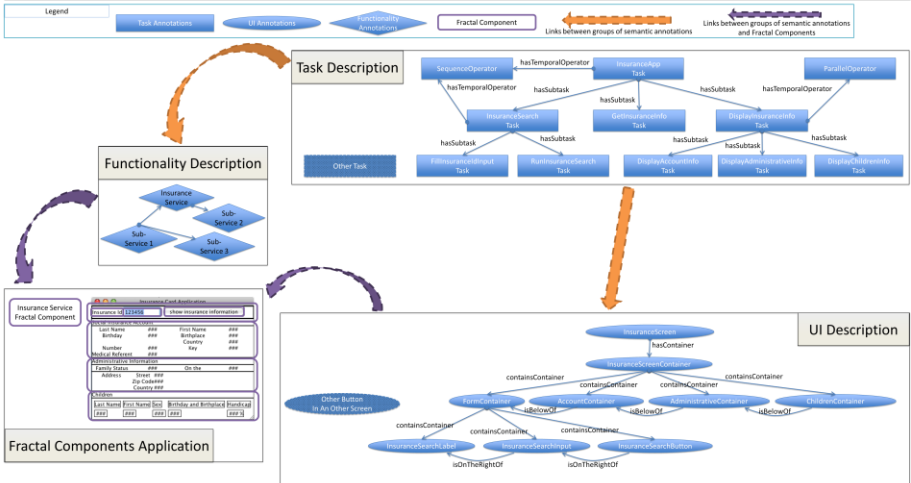 Legend
Task Annotations
UI Annotations
Functionality
Annotations
Fractal Component
Links between groups of semantic annotations
Links between groups of semantic annotations
and Fractal Components
Task Description
SequenceOperator
hasTemporalOperator
InsuranceApp
Task
ParallelOperator
hasTemporalOperator
hasSubtask
hasSubtask
hasSubtask
hasTemporalOperator
InsuranceSearch
Task
GetInsuranceInfo
Task
DisplayInsuranceInfo
Task
hasSubtask
hasSubtask
hasSubtask
hasSubtask
Other Task
FillInsuranceIdInput
Task
RunInsuranceSearch
Task
DisplayAccountInfo
Task
DisplayAdministrativeInfo
Task
DisplayChildrenInfo
Task
Functionality Description
Insurance
Service
Sub-
Service 2
Sub-
Service 1
Sub-
Service 3
Insurance Service
Fractal Component
Insurance Card Application
Insurance Id 123456 show insurance information
Social Insurance Account
Last Name ### First Name ###
Birthday ### Birthplace ###
Country ###
Number ### Key ###
Medical Referent ###
Administrative Information
Family Status ### On the ###
Address Street ###
Zip Code ###
Country ###
Children
Last Name First Name Sex Birthday and Birthplace Handicap
### ### ### ###
Fractal Components Application
UI Description
InsuranceScreen
hasContainer
InsuranceScreenContainer
containsContainer
containsContainer
containsContainer
containsContainer
Other Button
In An Other Screen
FormContainer
AccountContainer
AdministrativeContainer
ChildrenContainer
isBelowOf
isBelowOf
isBelowOf
containsContainer
containsContainer
containsContainer
InsuranceSearchLabel
InsuranceSearchInput
InsuranceSearchButton
isOnTheRightOf
isOnTheRightOf